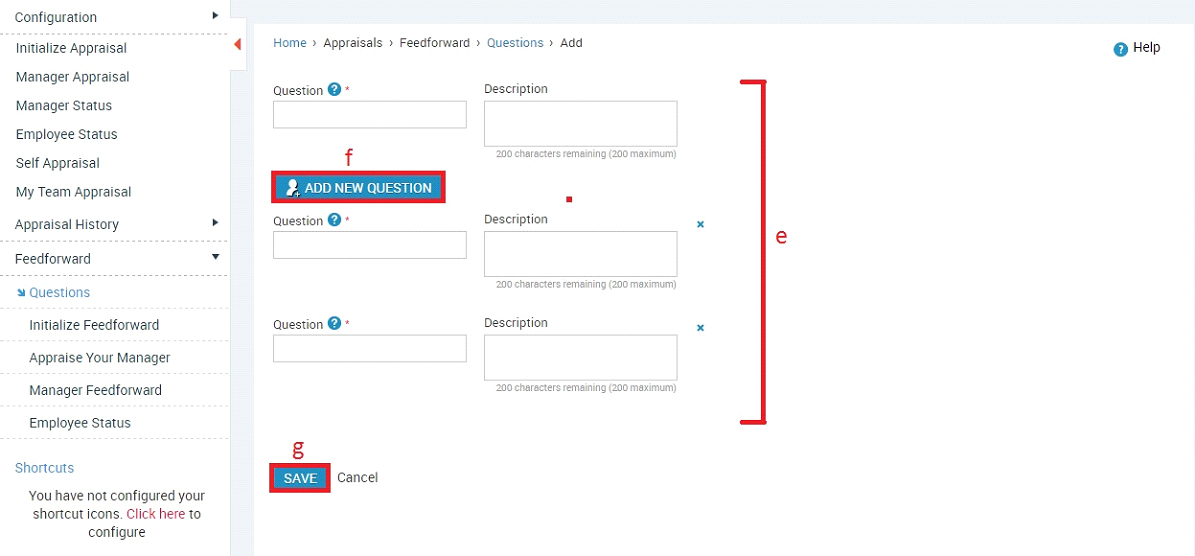 Configuration
Initialize Appraisal
Manager Appraisal
Manager Status
Employee Status
Self Appraisal
My Team Appraisal
Appraisal History
Feedforward
Questions
Initialize Feedforward
Appraise Your Manager
Manager Feedforward
Employee Status
Shortcuts
You have not configured your
shortcut icons. Click here to
configure
Home › Appraisals › Feedforward › Questions › Add
? Help
Question ? *
Description
200 characters remaining (200 maximum)
f
ADD NEW QUESTION
Question ? *
Description
200 characters remaining (200 maximum)
Question ? *
Description
200 characters remaining (200 maximum)
e
g
SAVE Cancel